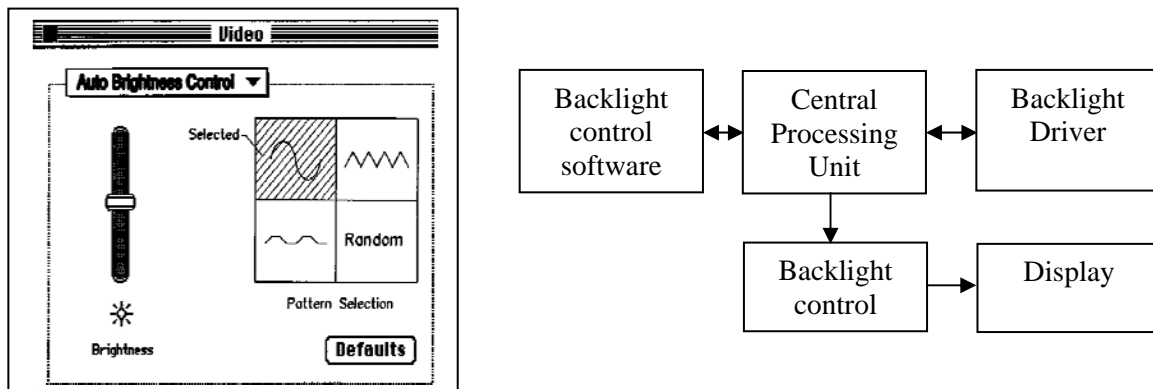 Video
Auto Brightness Control
Selected
Random
Pattern Selection
Brightness
Defaults
Backlight
control
software
Central
Processing
Unit
Backlight
Driver
Backlight
control
Display